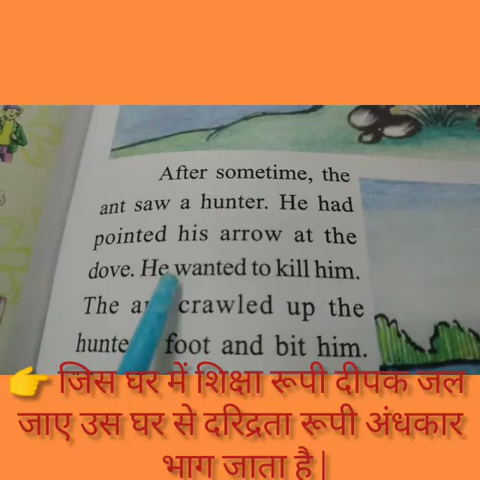 After sometime, the
ant saw a hunter. He had
pointed his arrow at the
dove. He wanted to kill him.
The crawled up the
foot and bit him.
👉 जिस घर में शिक्षा रूपी दीपक जल
जाए उस घर से दरिद्रता रूपी अंधकार
भाग जाता है |